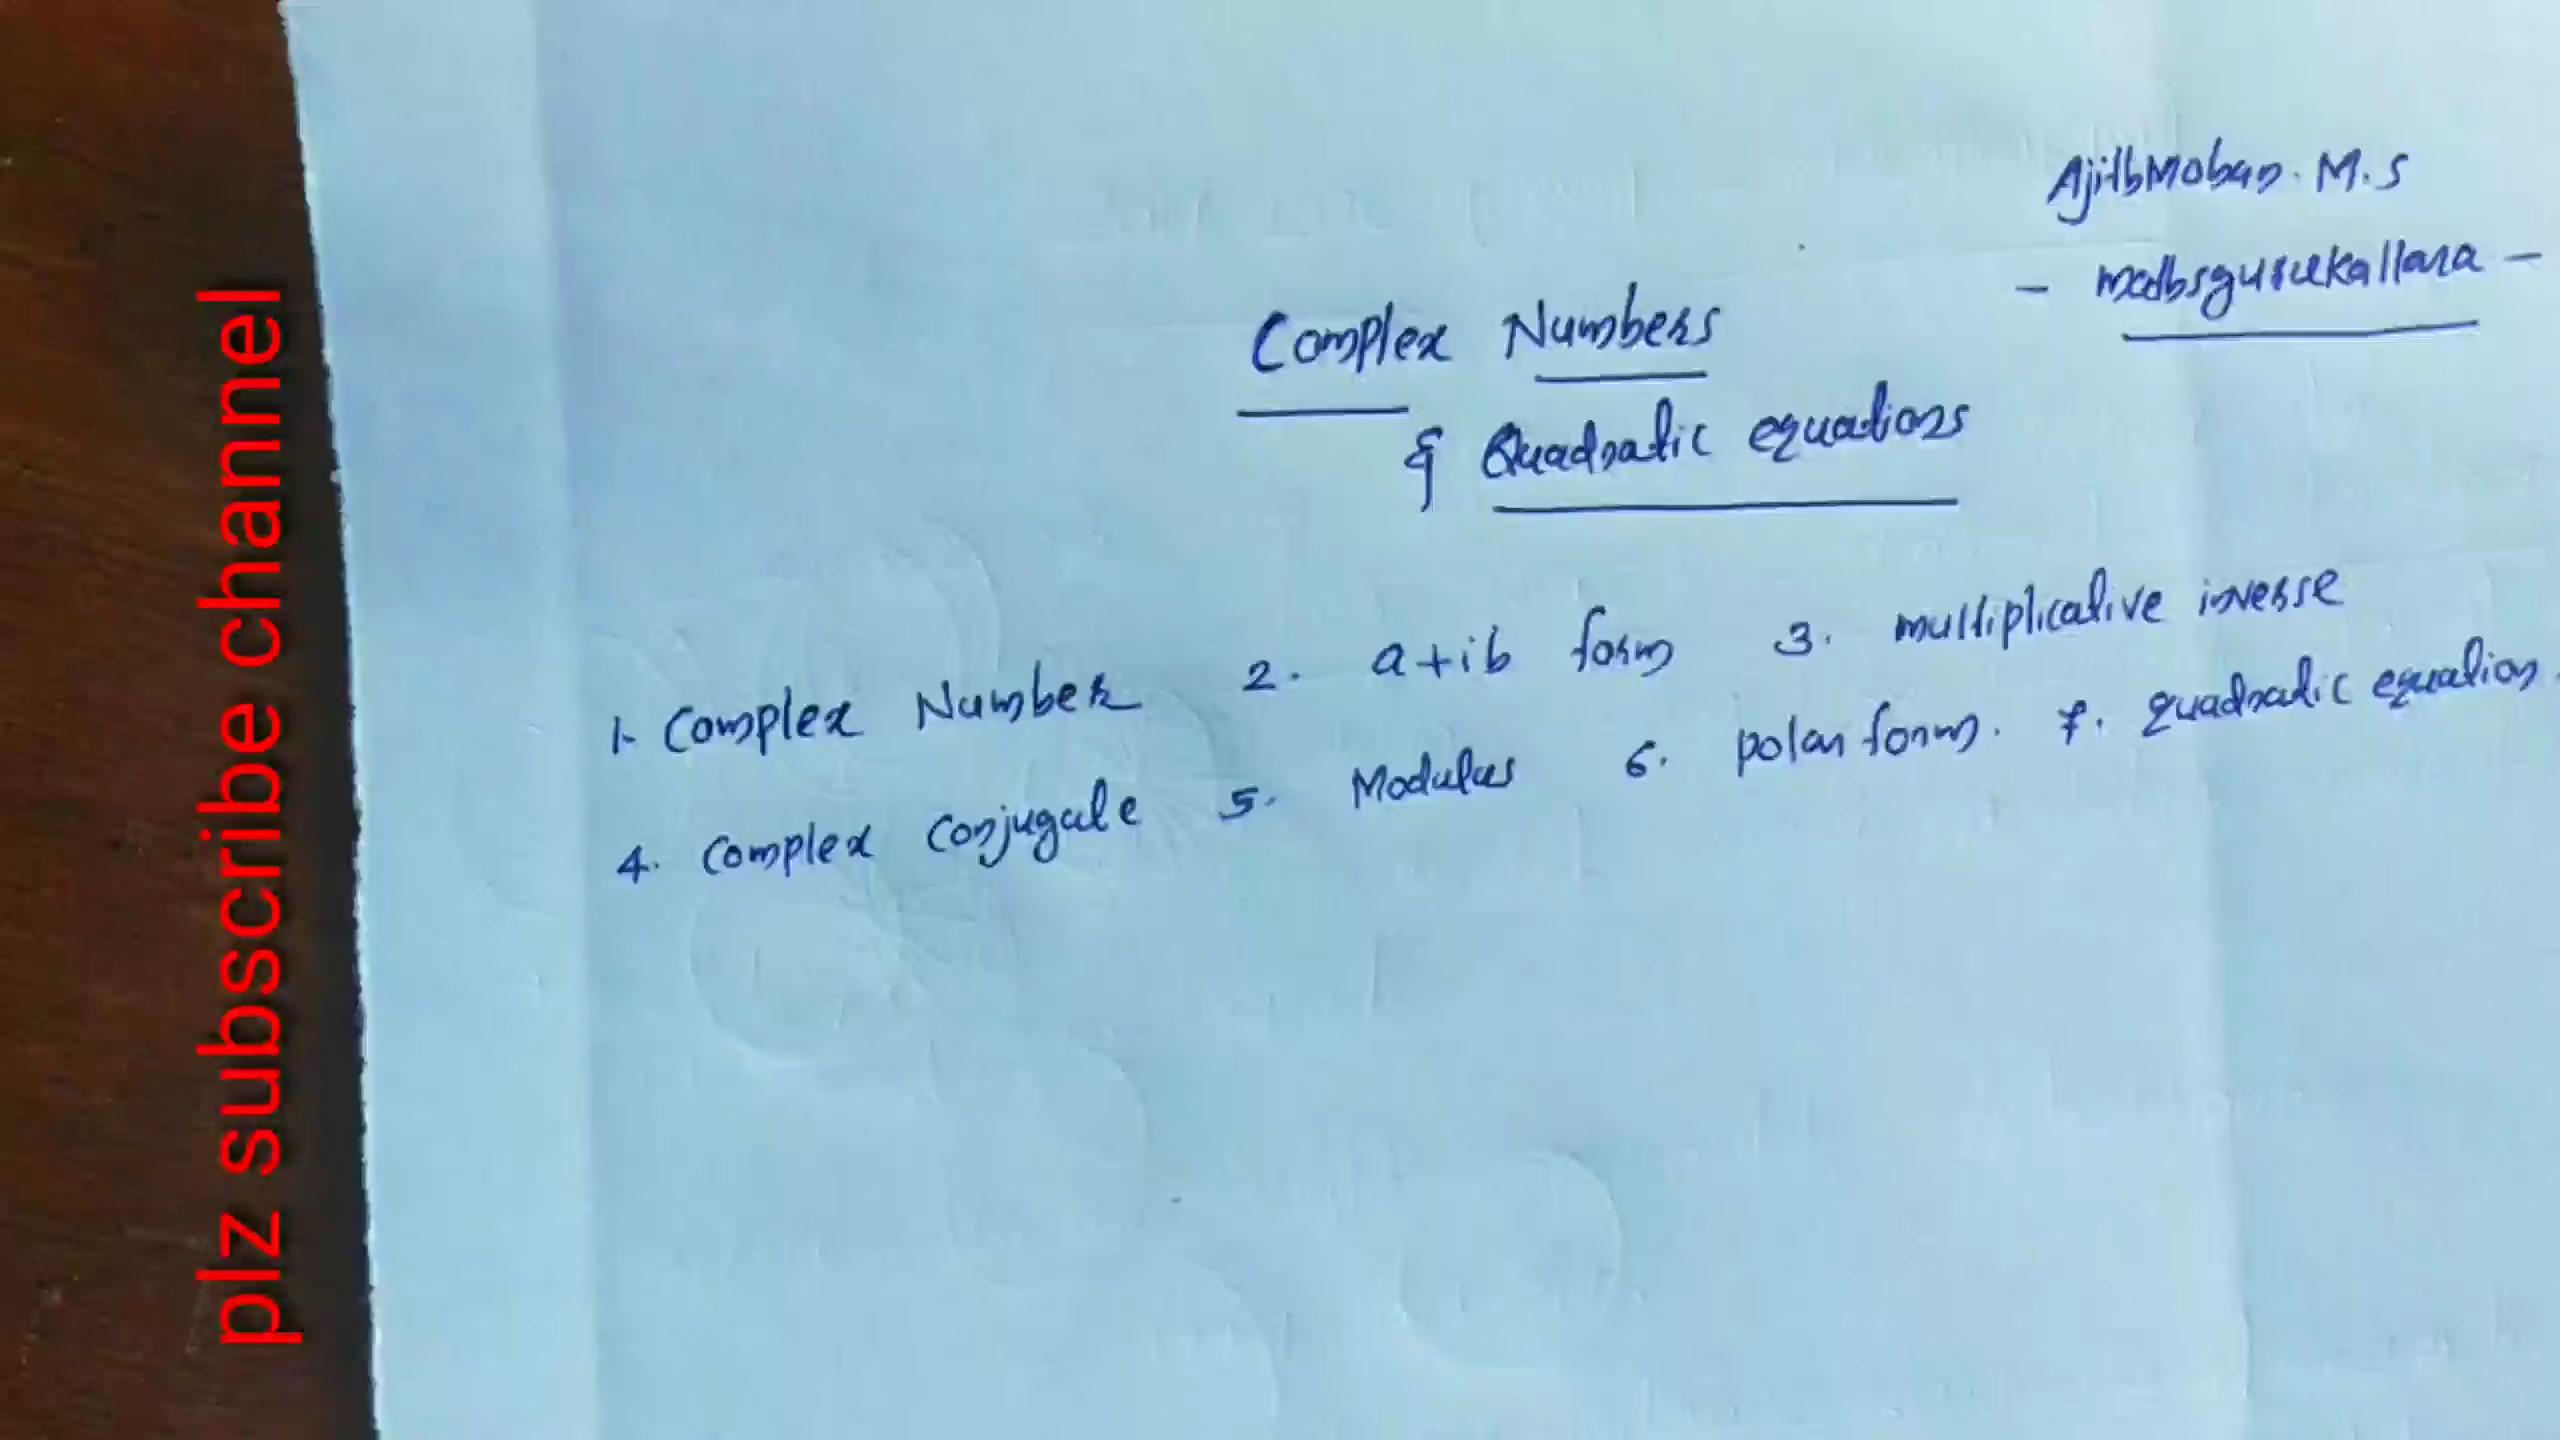 AjithMohan. M.S
- mathsgurukallara -
Complex Numbers
& Quadratic equations
1. Complex Number 2. a+ib form 3. multiplicative inverse
4. Complex Conjugate 5. Modulus 6. polar form. 7. quadratic equation.
plz subscribe channel